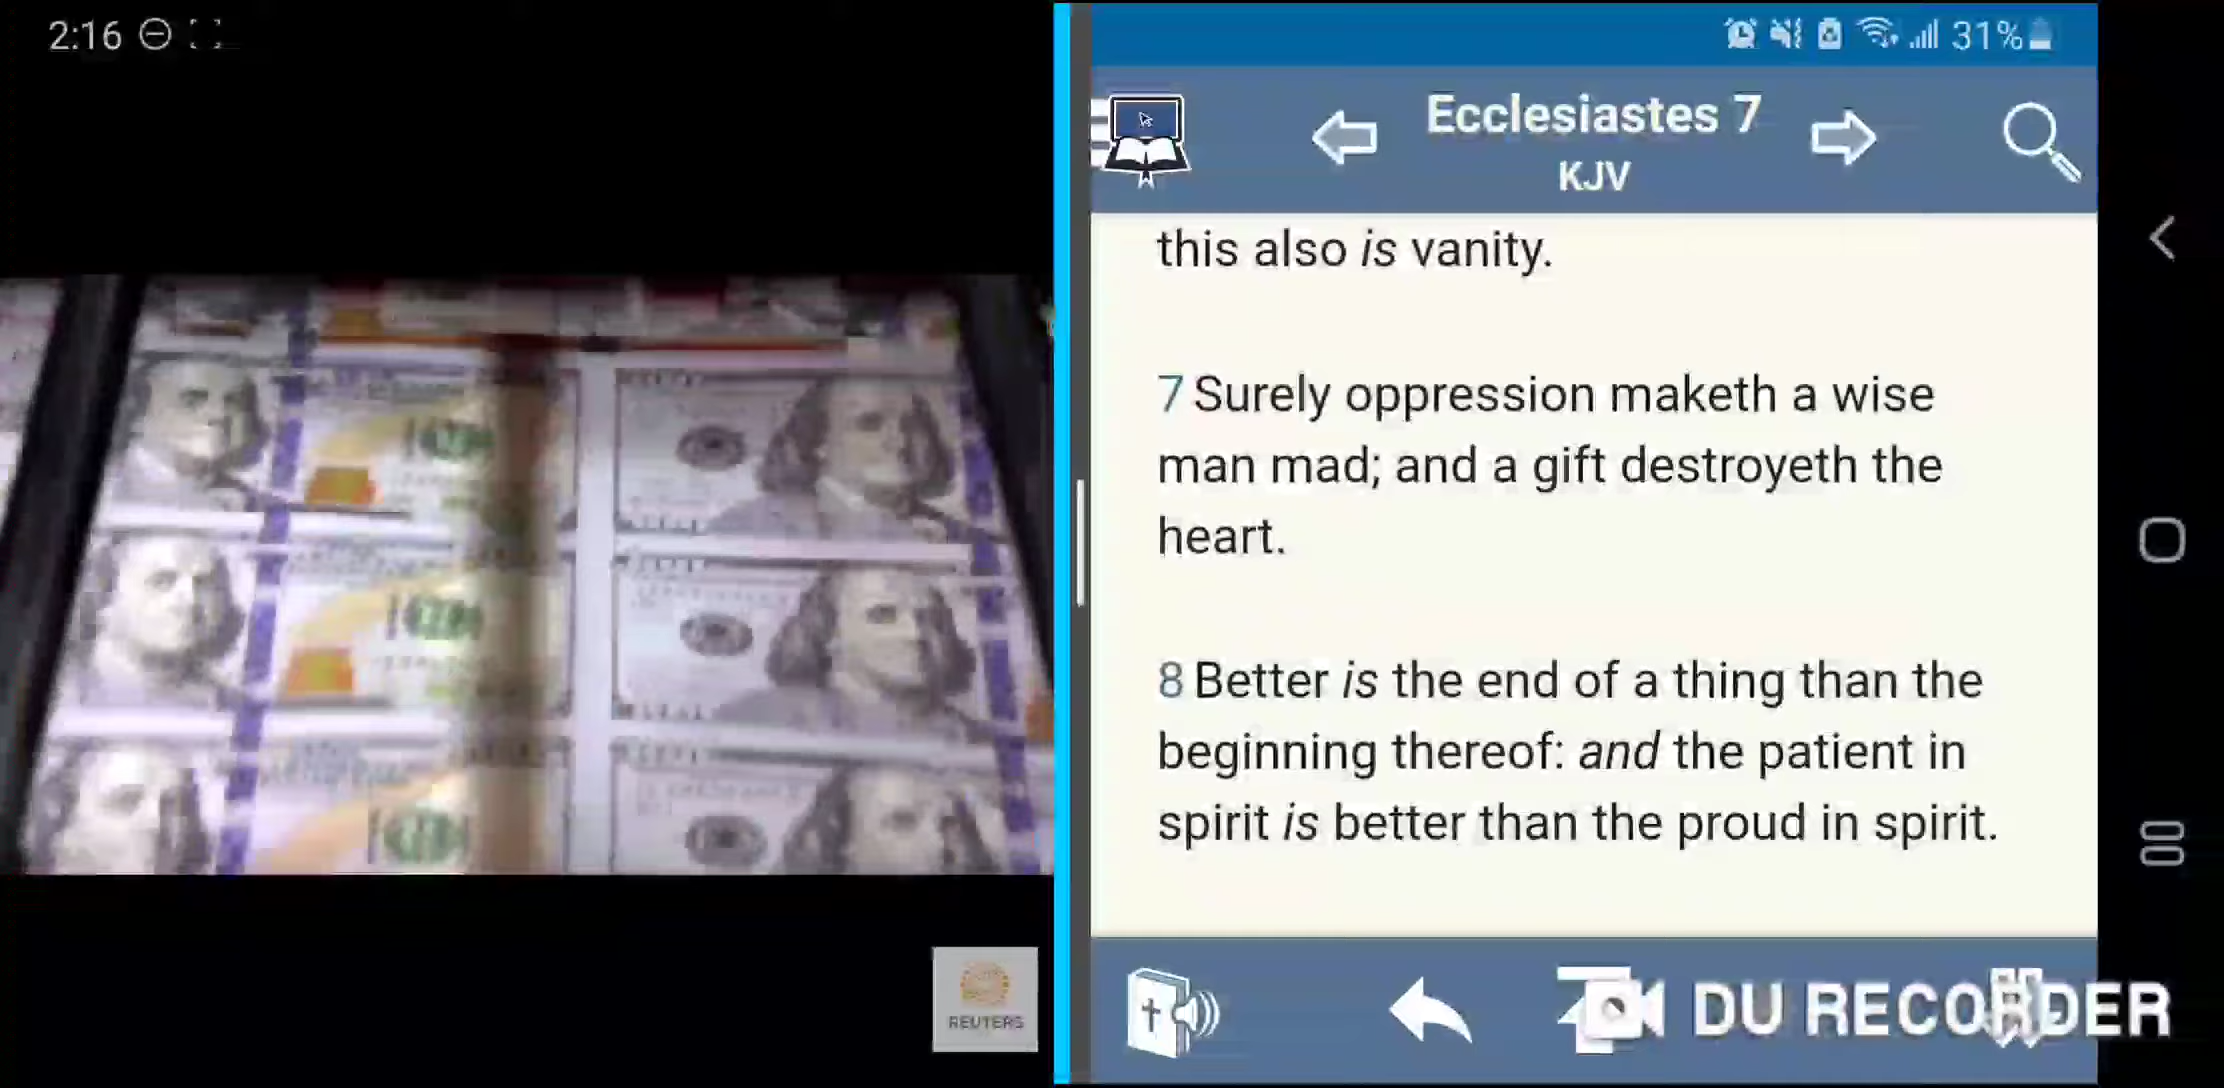 2:16
31%
Ecclesiastes 7
KJV
this also is vanity.
7 Surely oppression maketh a wise
man mad; and a gift destroyeth the
heart.
8 Better is the end of a thing than the
beginning thereof: and the patient in
spirit is better than the proud in spirit.
REUTERS
DU RECORDER